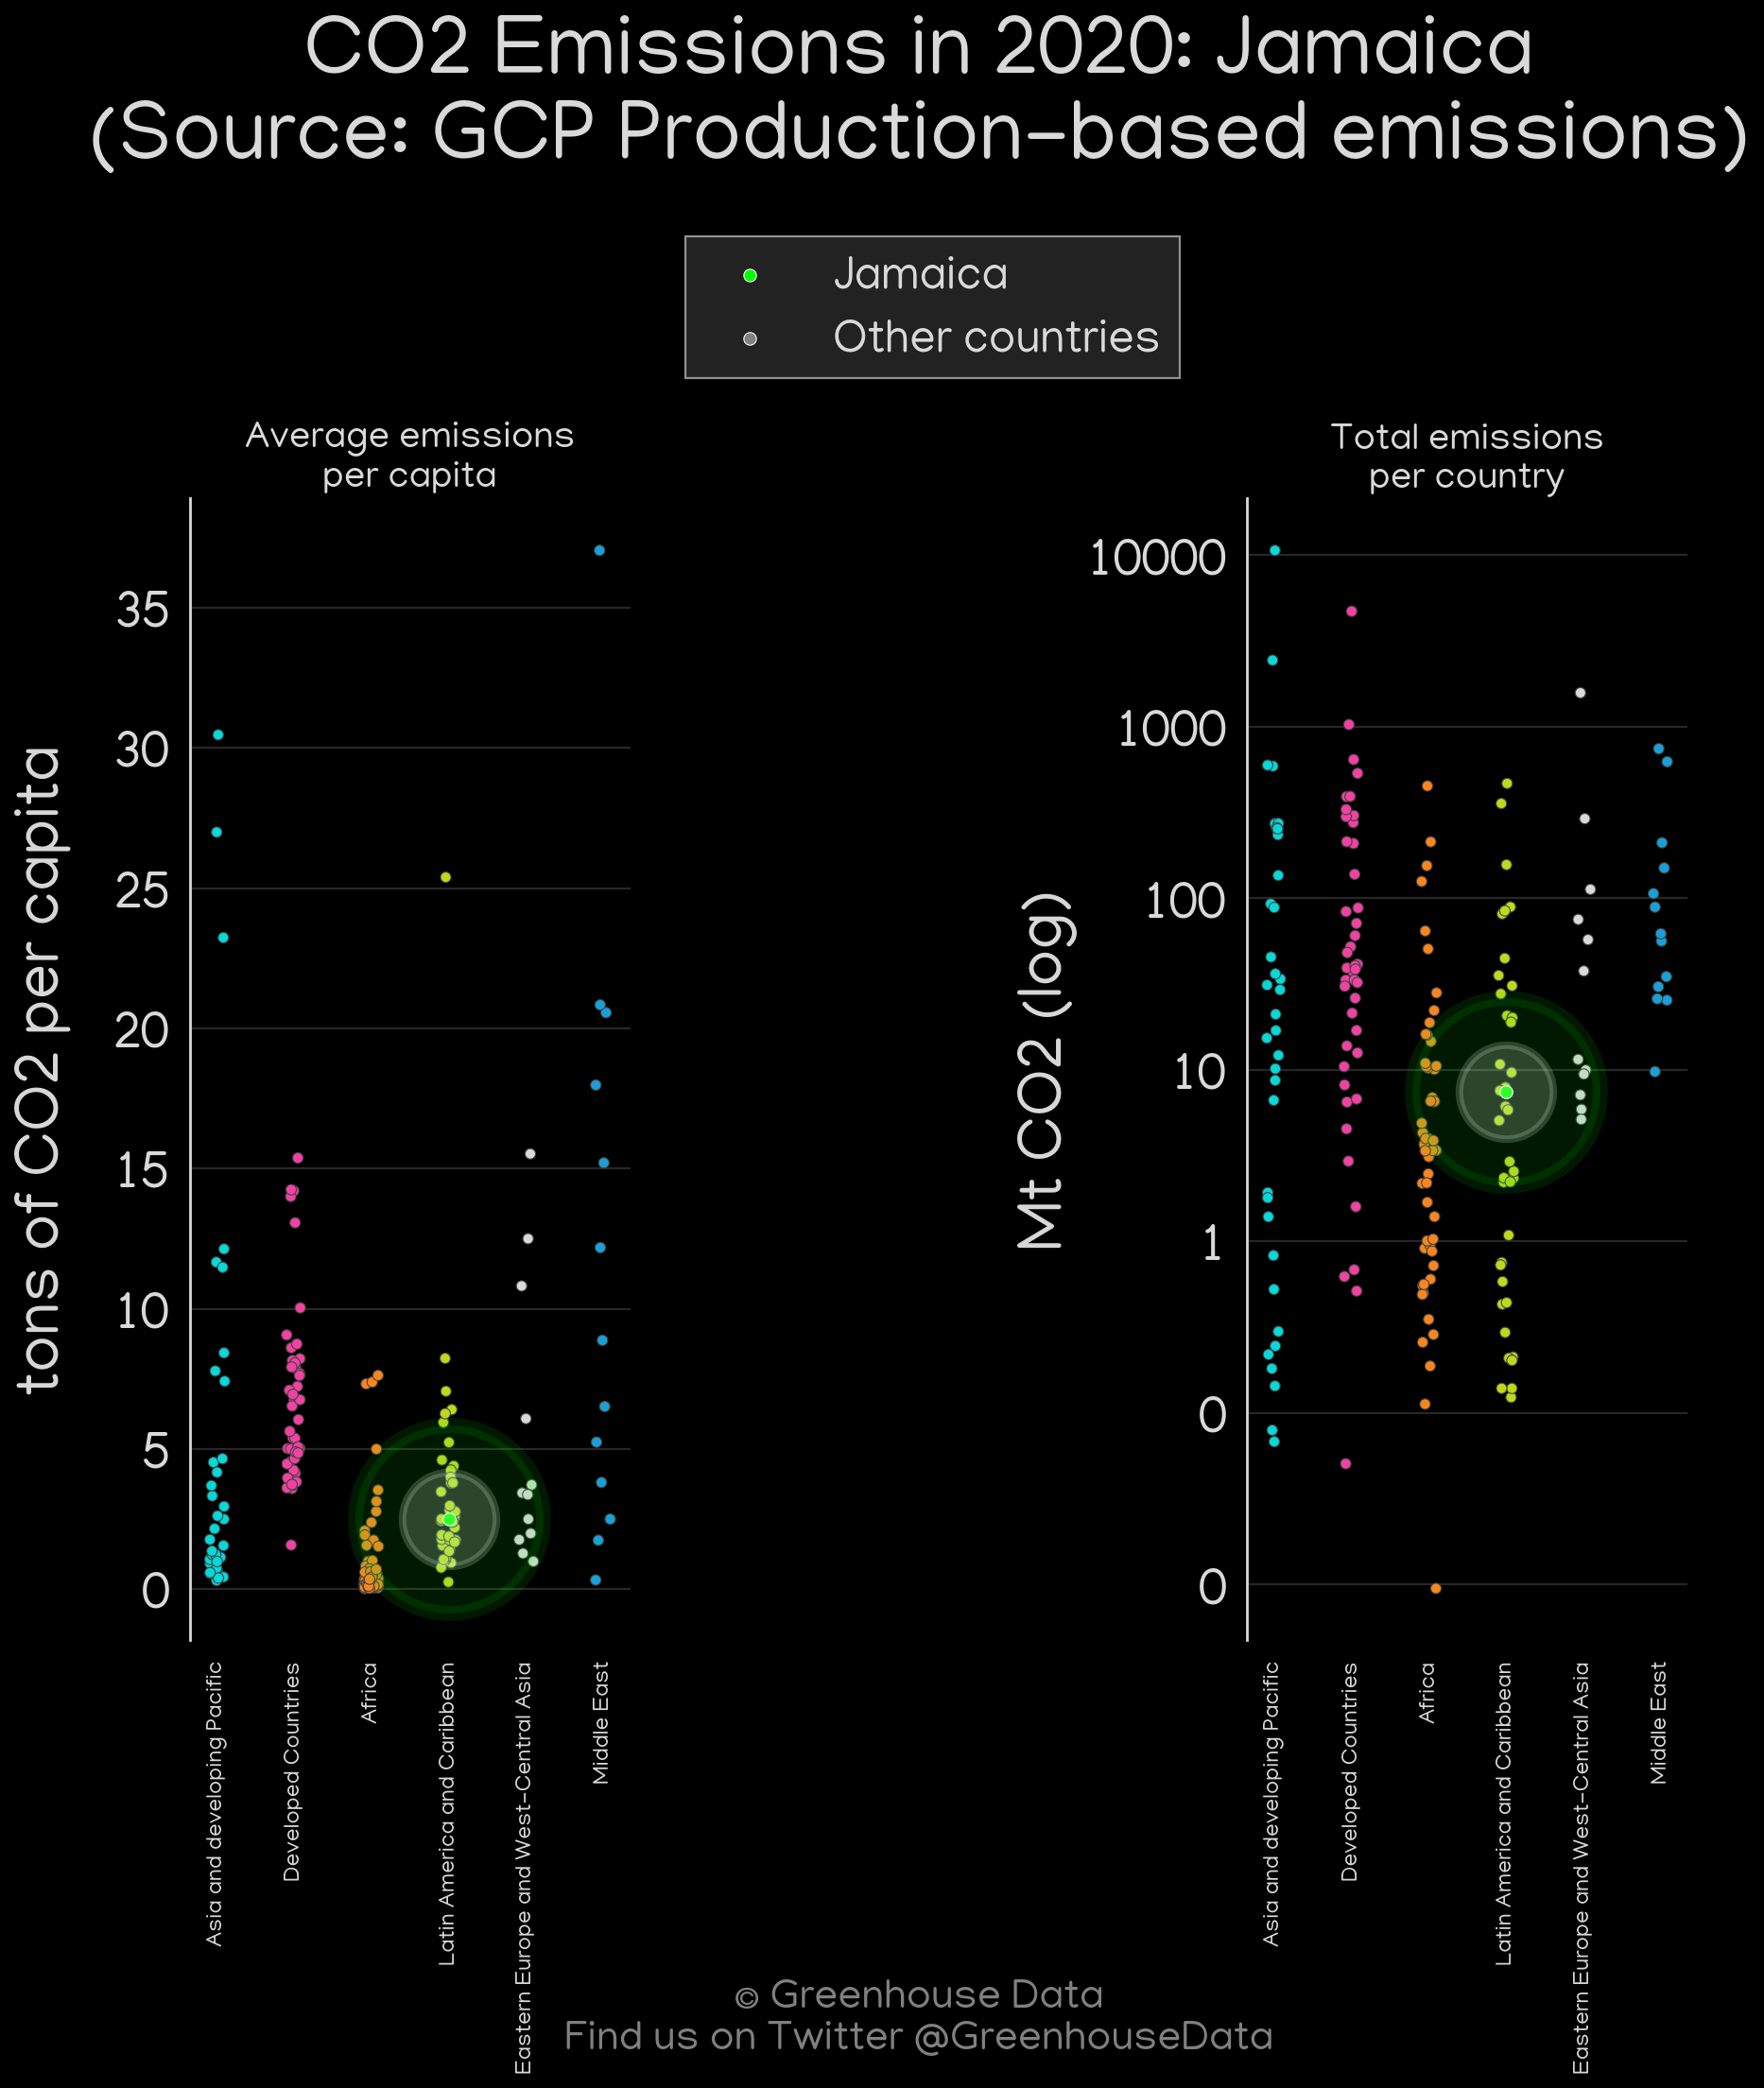 CO2 Emissions in 2020: Jamaica
(Source: GCP Production-based emissions)
Jamaica
Other countries
Average emissions
per capita
tons of CO2 per capita
35
30
25
20
15
10
5
0
Asia and developing Pacific
Developed Countries
Africa
Latin America and Caribbean
Eastern Europe and West-Central Asia
Middle East
Total emissions
per country
Mt CO2 (log)
10000
1000
100
10
1
0
0
Asia and developing Pacific
Developed Countries
Africa
Latin America and Caribbean
Eastern Europe and West-Central Asia
Middle East
© Greenhouse Data
Find us on Twitter @GreenhouseData